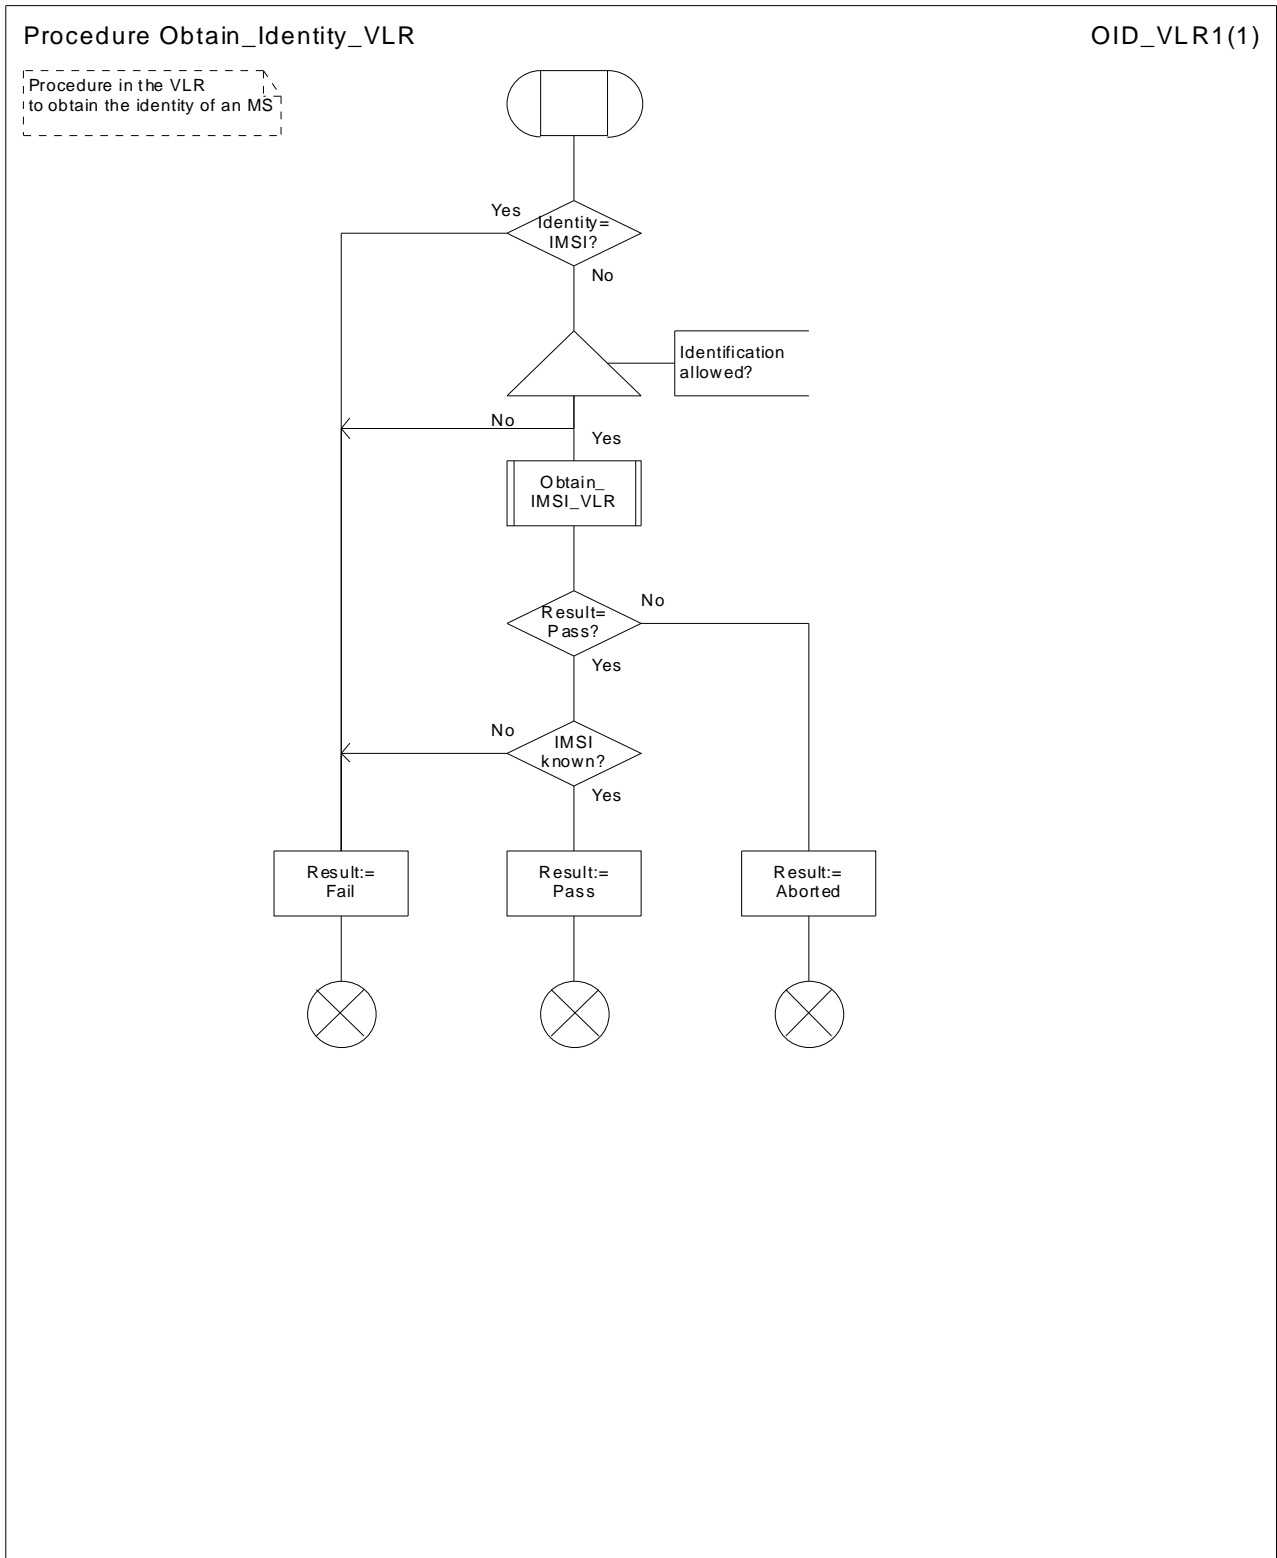 Procedure Obtain_Identity_VLR
OID_VLR1(1)
Procedure in the VLR
to obtain the identity of an MS
Yes
Identity=
IMSI?
No
Identification
allowed?
No
Yes
Obtain_
IMSI_VLR
No
Result=
Pass?
Yes
No
IMSI
known?
Yes
Result:=
Fail
Result:=
Pass
Result:=
Aborted